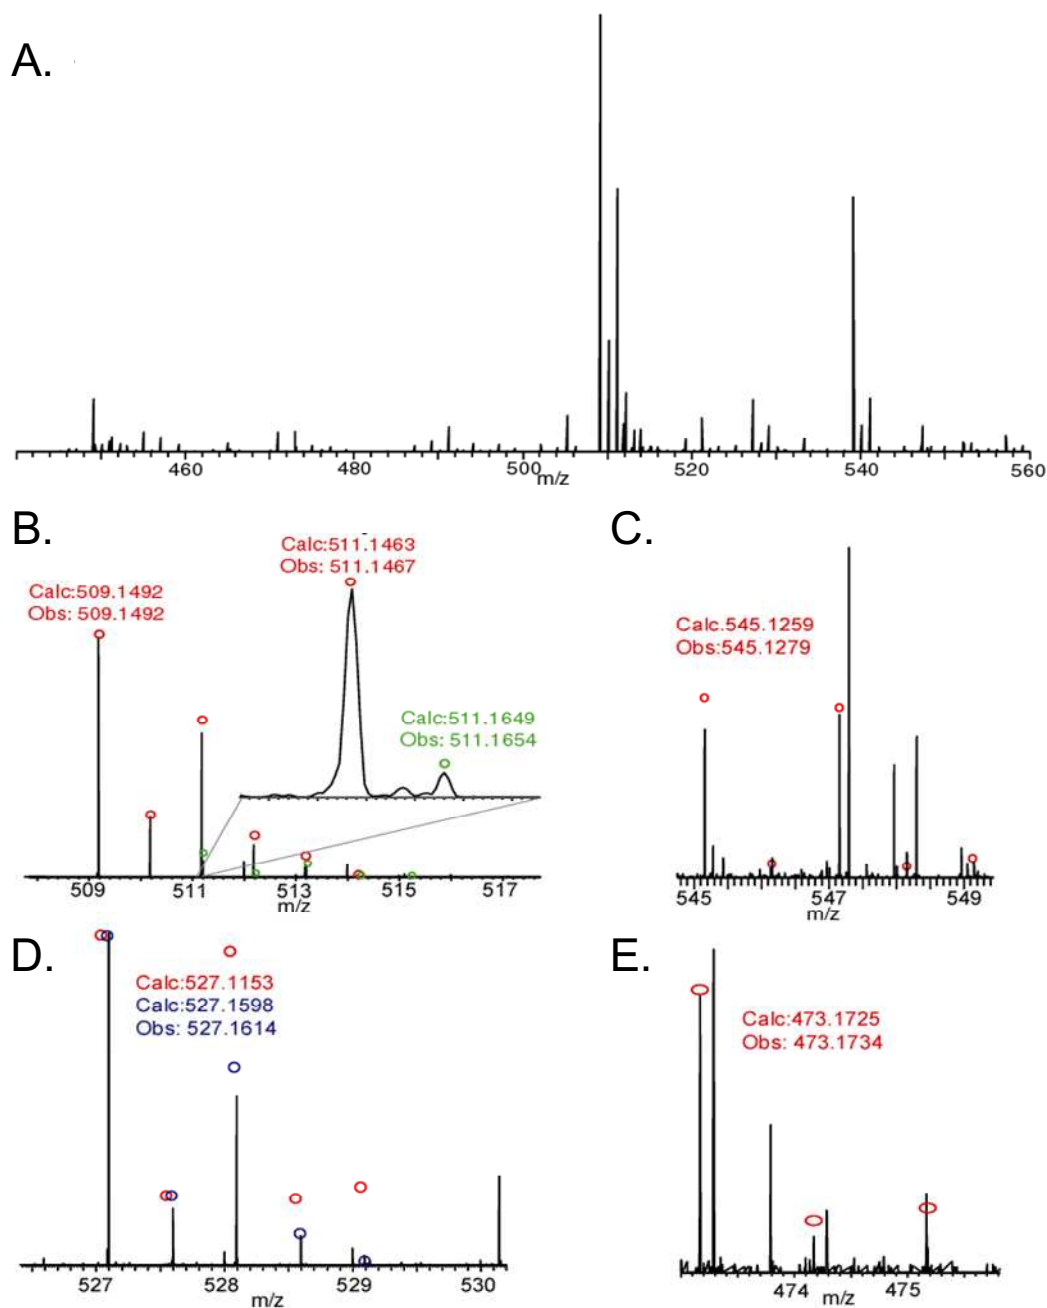 A.
460
480
500
520
540
560
m/z
B.
Calc:511.1463
Obs: 511.1467
Calc:509.1492
Obs: 509.1492
Calc:511.1649
Obs: 511.1654
509
511
513
515
517
m/z
C.
Calc.545.1259
Obs:545.1279
545
547
549
m/z
D.
Calc:527.1153
Calc:527.1598
Obs: 527.1614
527
528
529
530
m/z
E.
Calc:473.1725
Obs: 473.1734
474
475
m/z